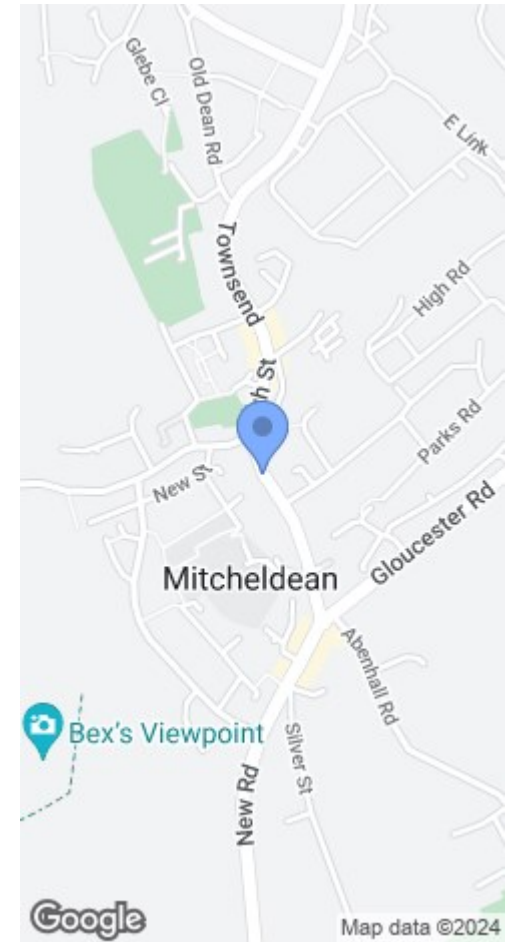 Glebe Cl
Old Dean Rd
E Link
Townsend
High Rd
St
Parks Rd
New St
Gloucester Rd
Mitcheldean
Abenhall Rd
Bex's Viewpoint
Silver St
New Rd
Google
Map data ©2024